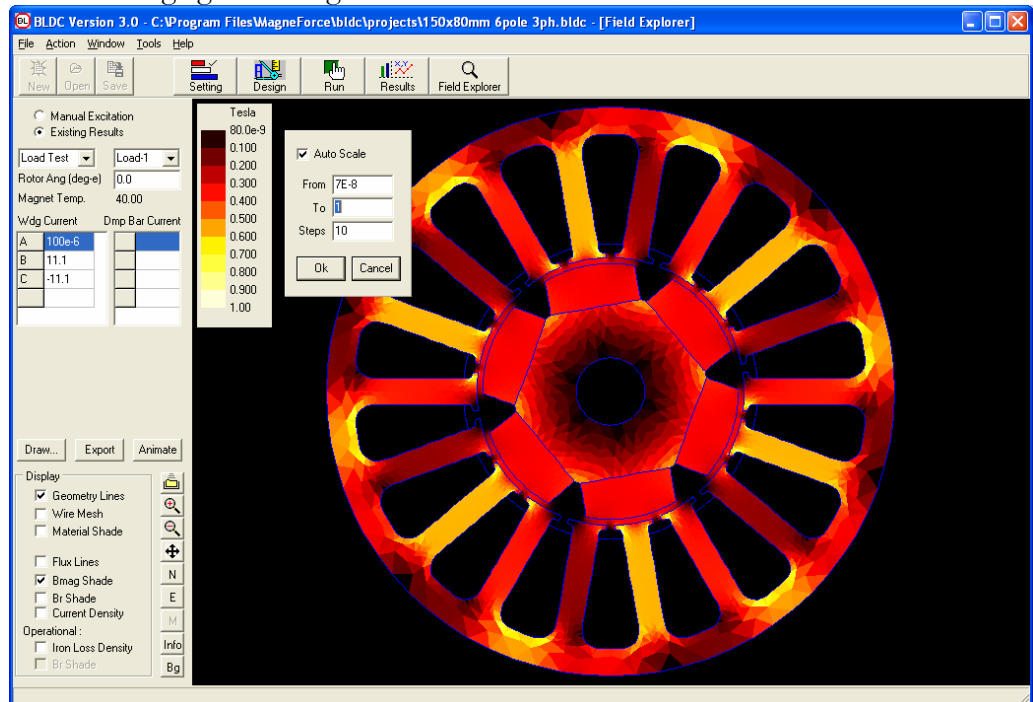 BLDC Version 3.0 - C:\Program Files\MagneForce\bldc\projects\150x80mm 6pole 3ph.bldc - [Field Explorer]
File Action Window Tools Help
New Open Save Setting Design Run Results Field Explorer
Manual Excitation
Existing Results
Load Test Load-1
Rotor Ang (deg-e) 0.0
Magnet Temp. 40.00
Wdg Current Dmp Bar Current
A 100e-6
B 11.1
C -11.1
Tesla
80.0e-9
0.100
0.200
0.300
0.400
0.500
0.600
0.700
0.800
0.900
1.00
Auto Scale
From 7E-8
To 1
Steps 10
Ok Cancel
Draw... Export Animate
Display
Geometry Lines
Wire Mesh
Material Shade
Flux Lines
Bmag Shade
Br Shade
Current Density
Operational :
Iron Loss Density
Br Shade
N
E
M
Info
Bg